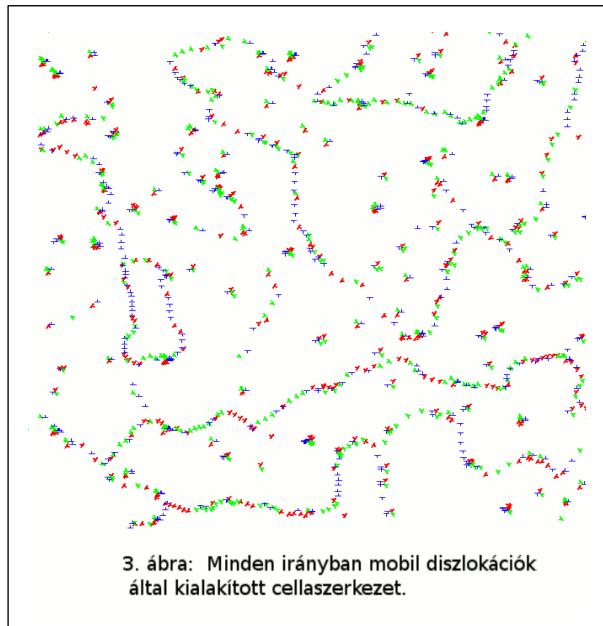 3. ábra: Minden irányban mobil diszlokációk
által kialakított cellaszerkezet.